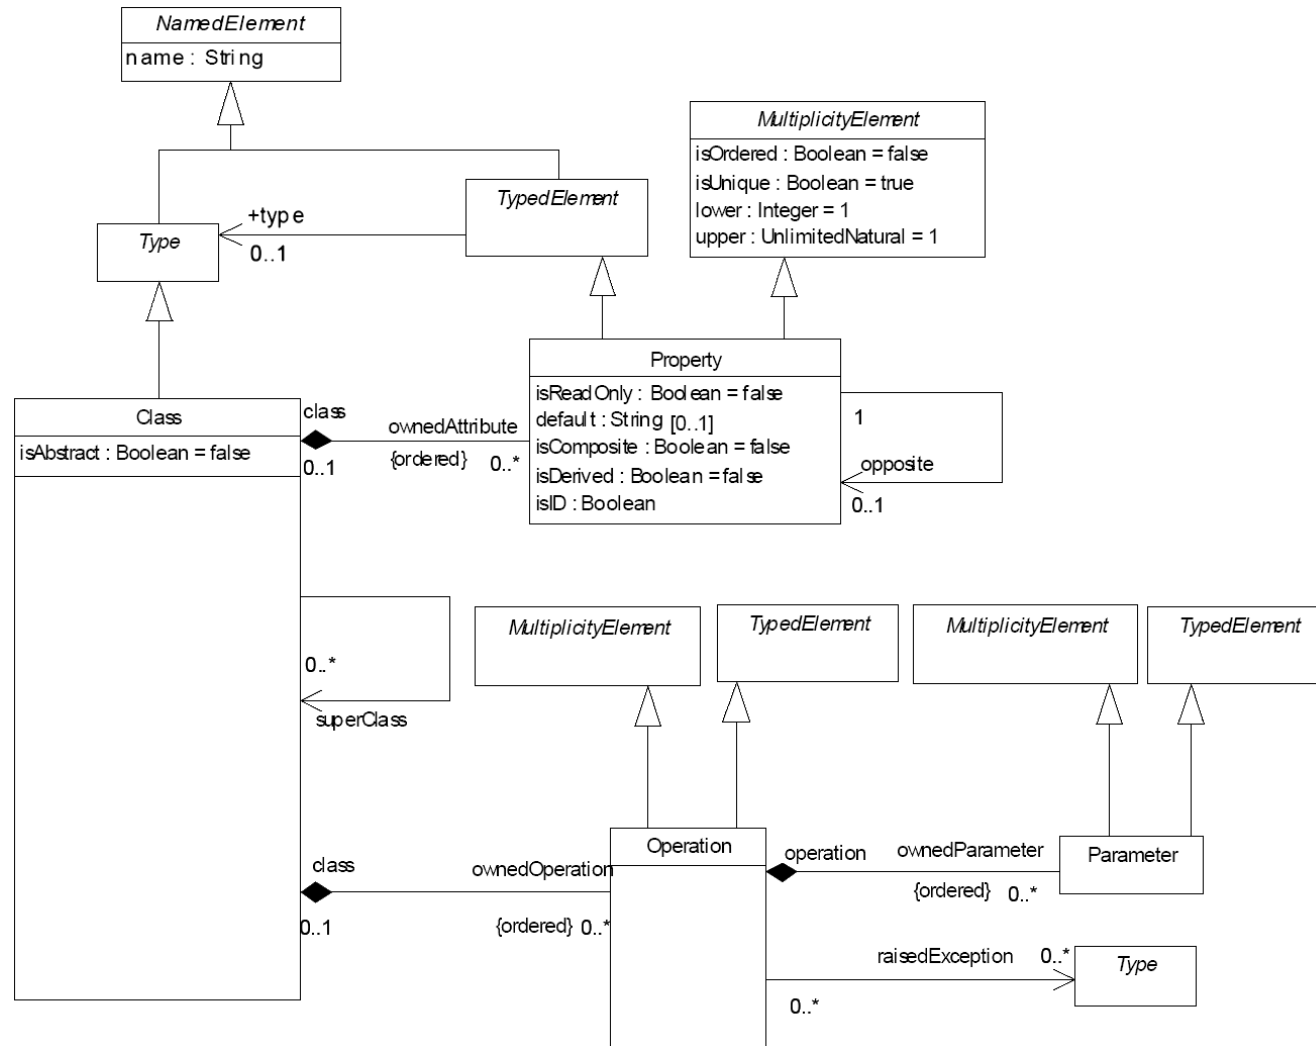 NamedElement
name : String
MultiplicityElement
isOrdered : Boolean = false
isUnique : Boolean = true
lower : Integer = 1
upper : UnlimitedNatural = 1
TypedElement
+type
0..1
Type
Property
isReadOnly : Boolean = false
default : String [0..1]
isComposite : Boolean = false
isDerived : Boolean = false
isID : Boolean
1
opposite
0..1
Class
isAbstract : Boolean = false
class
0..1
ownedAttribute
{ordered} 0..*
0..*
superClass
MultiplicityElement
TypedElement
MultiplicityElement
TypedElement
class
0..1
ownedOperation
{ordered} 0..*
Operation
operation
ownedParameter
{ordered} 0..*
Parameter
raisedException 0..*
0..*
Type